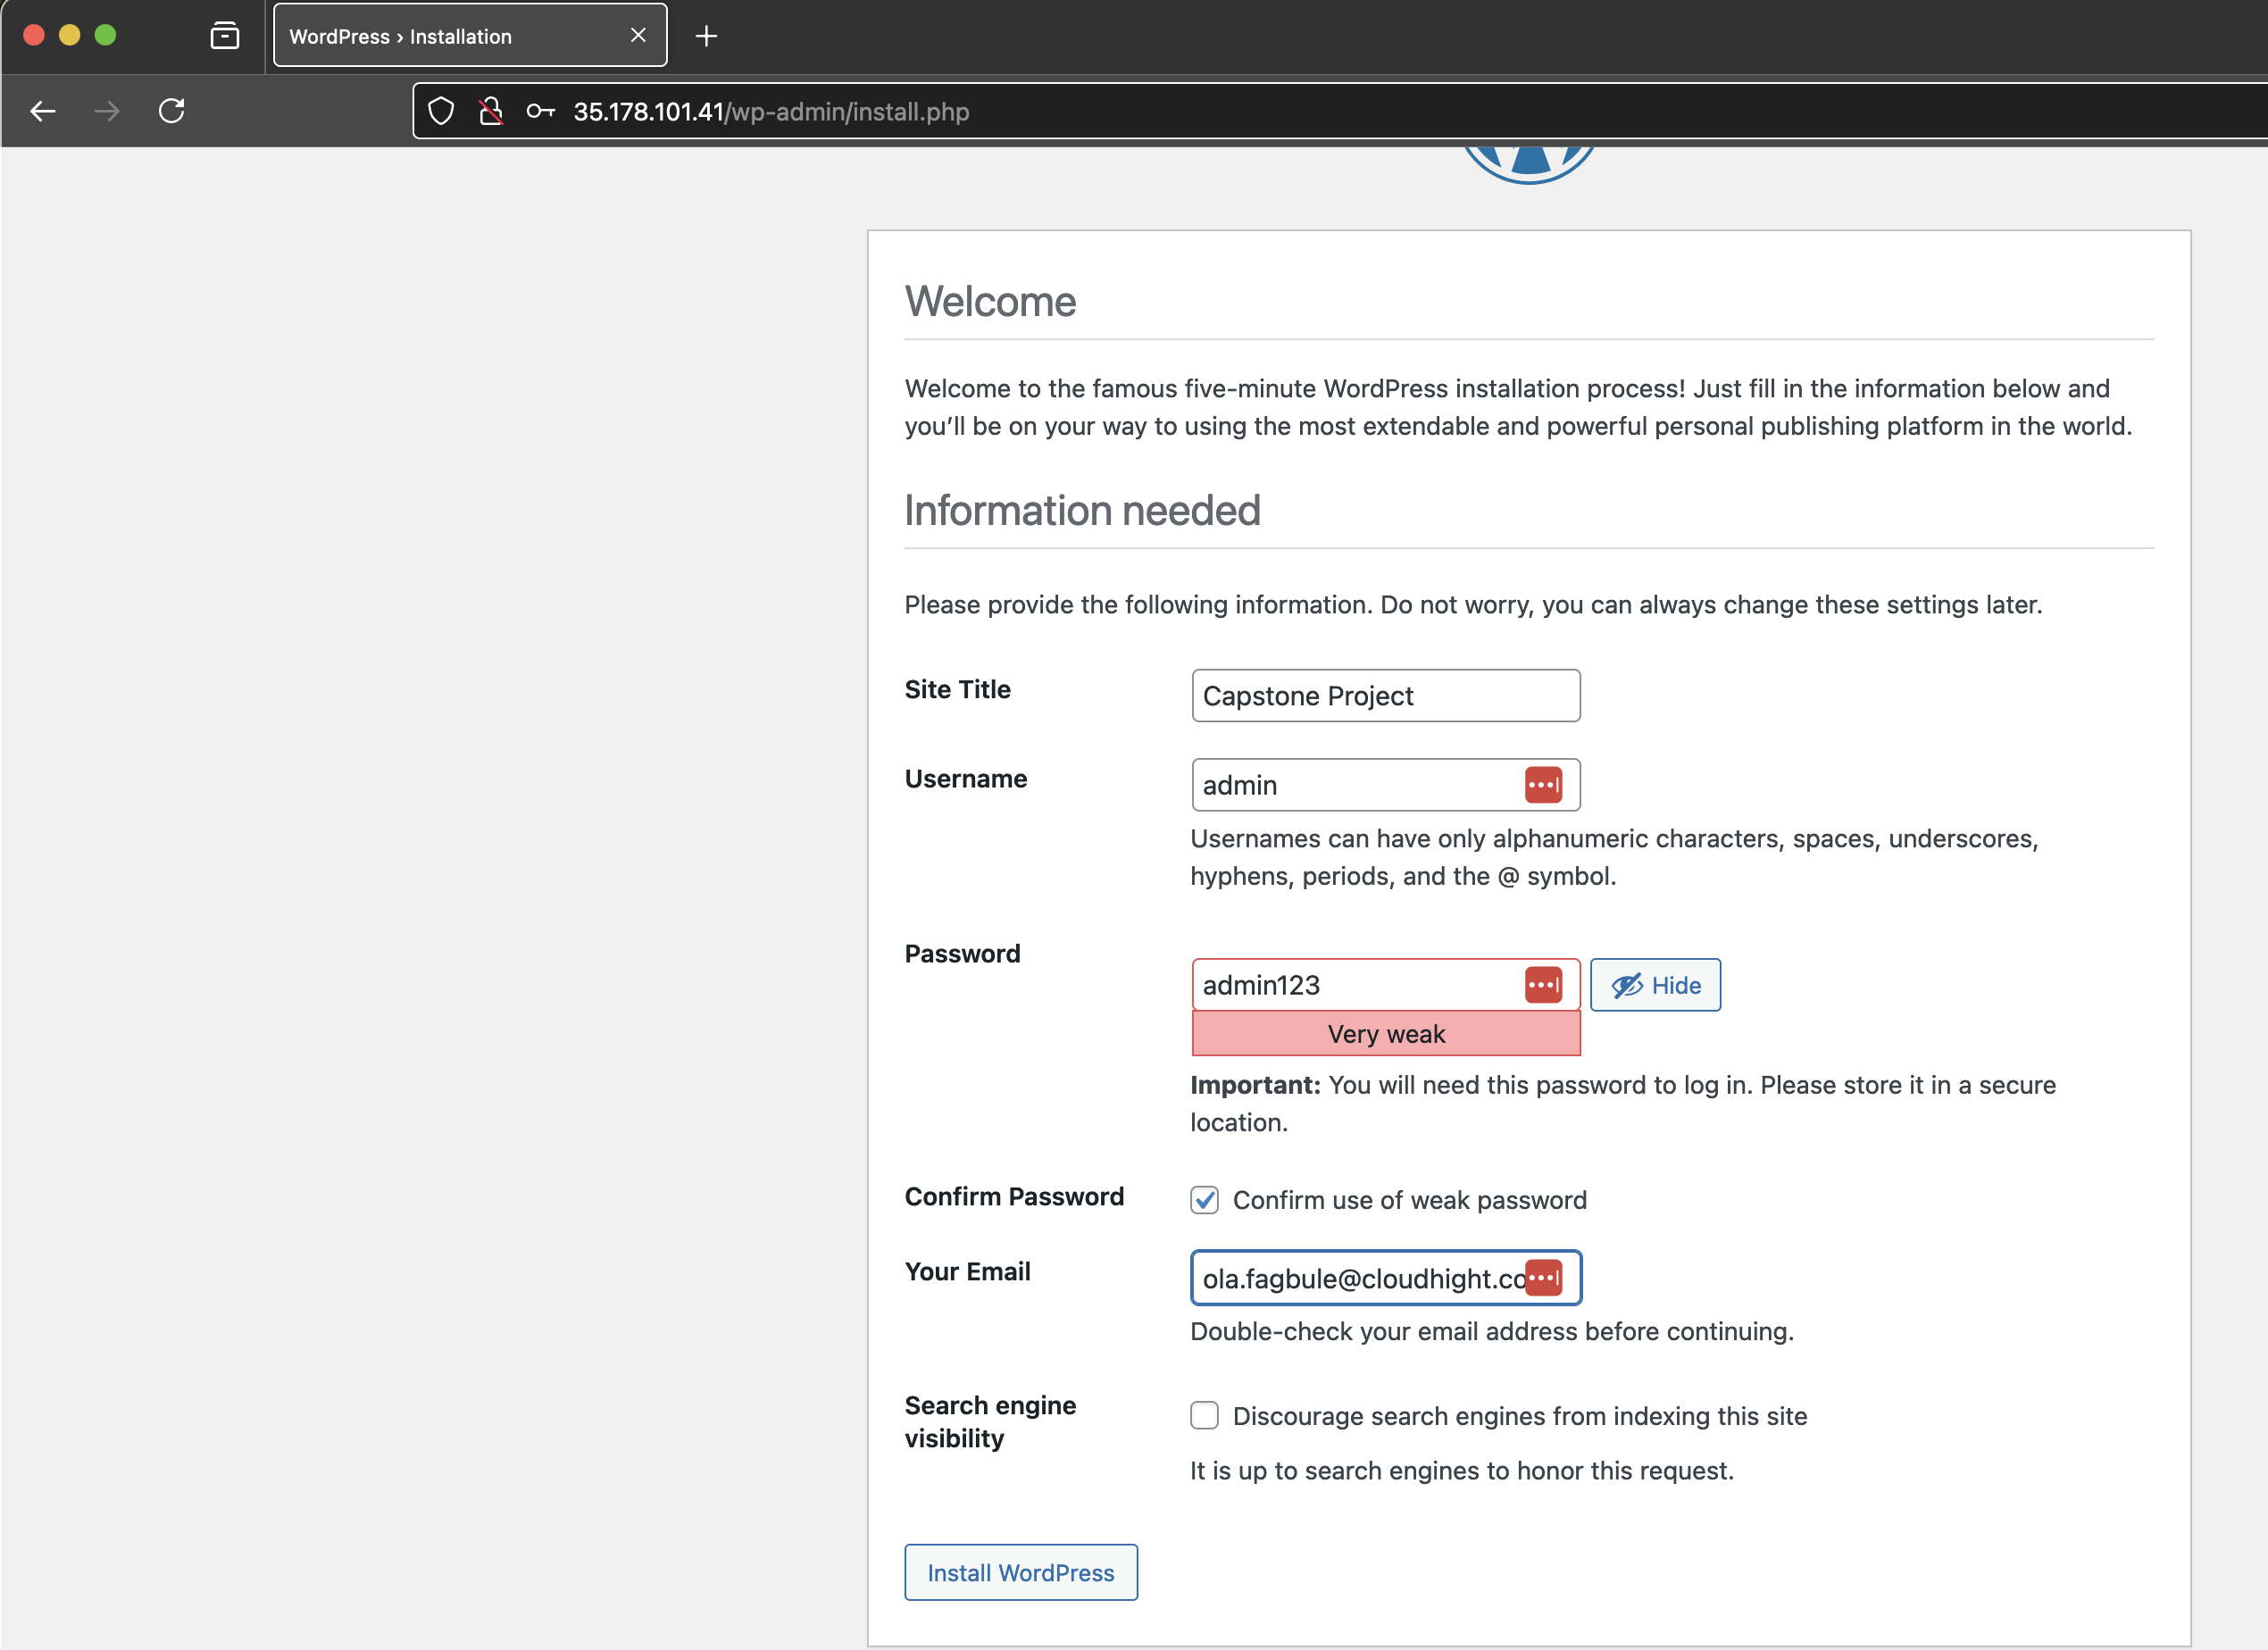 WordPress › Installation
35.178.101.41/wp-admin/install.php
Welcome
Welcome to the famous five-minute WordPress installation process! Just fill in the information below and
you’ll be on your way to using the most extendable and powerful personal publishing platform in the world.
Information needed
Please provide the following information. Do not worry, you can always change these settings later.
Site Title
Capstone Project
Username
admin
Usernames can have only alphanumeric characters, spaces, underscores,
hyphens, periods, and the @ symbol.
Password
admin123
Hide
Very weak
Important: You will need this password to log in. Please store it in a secure
location.
Confirm Password
Confirm use of weak password
Your Email
ola.fagbule@cloudhight.co
Double-check your email address before continuing.
Search engine
visibility
Discourage search engines from indexing this site
It is up to search engines to honor this request.
Install WordPress